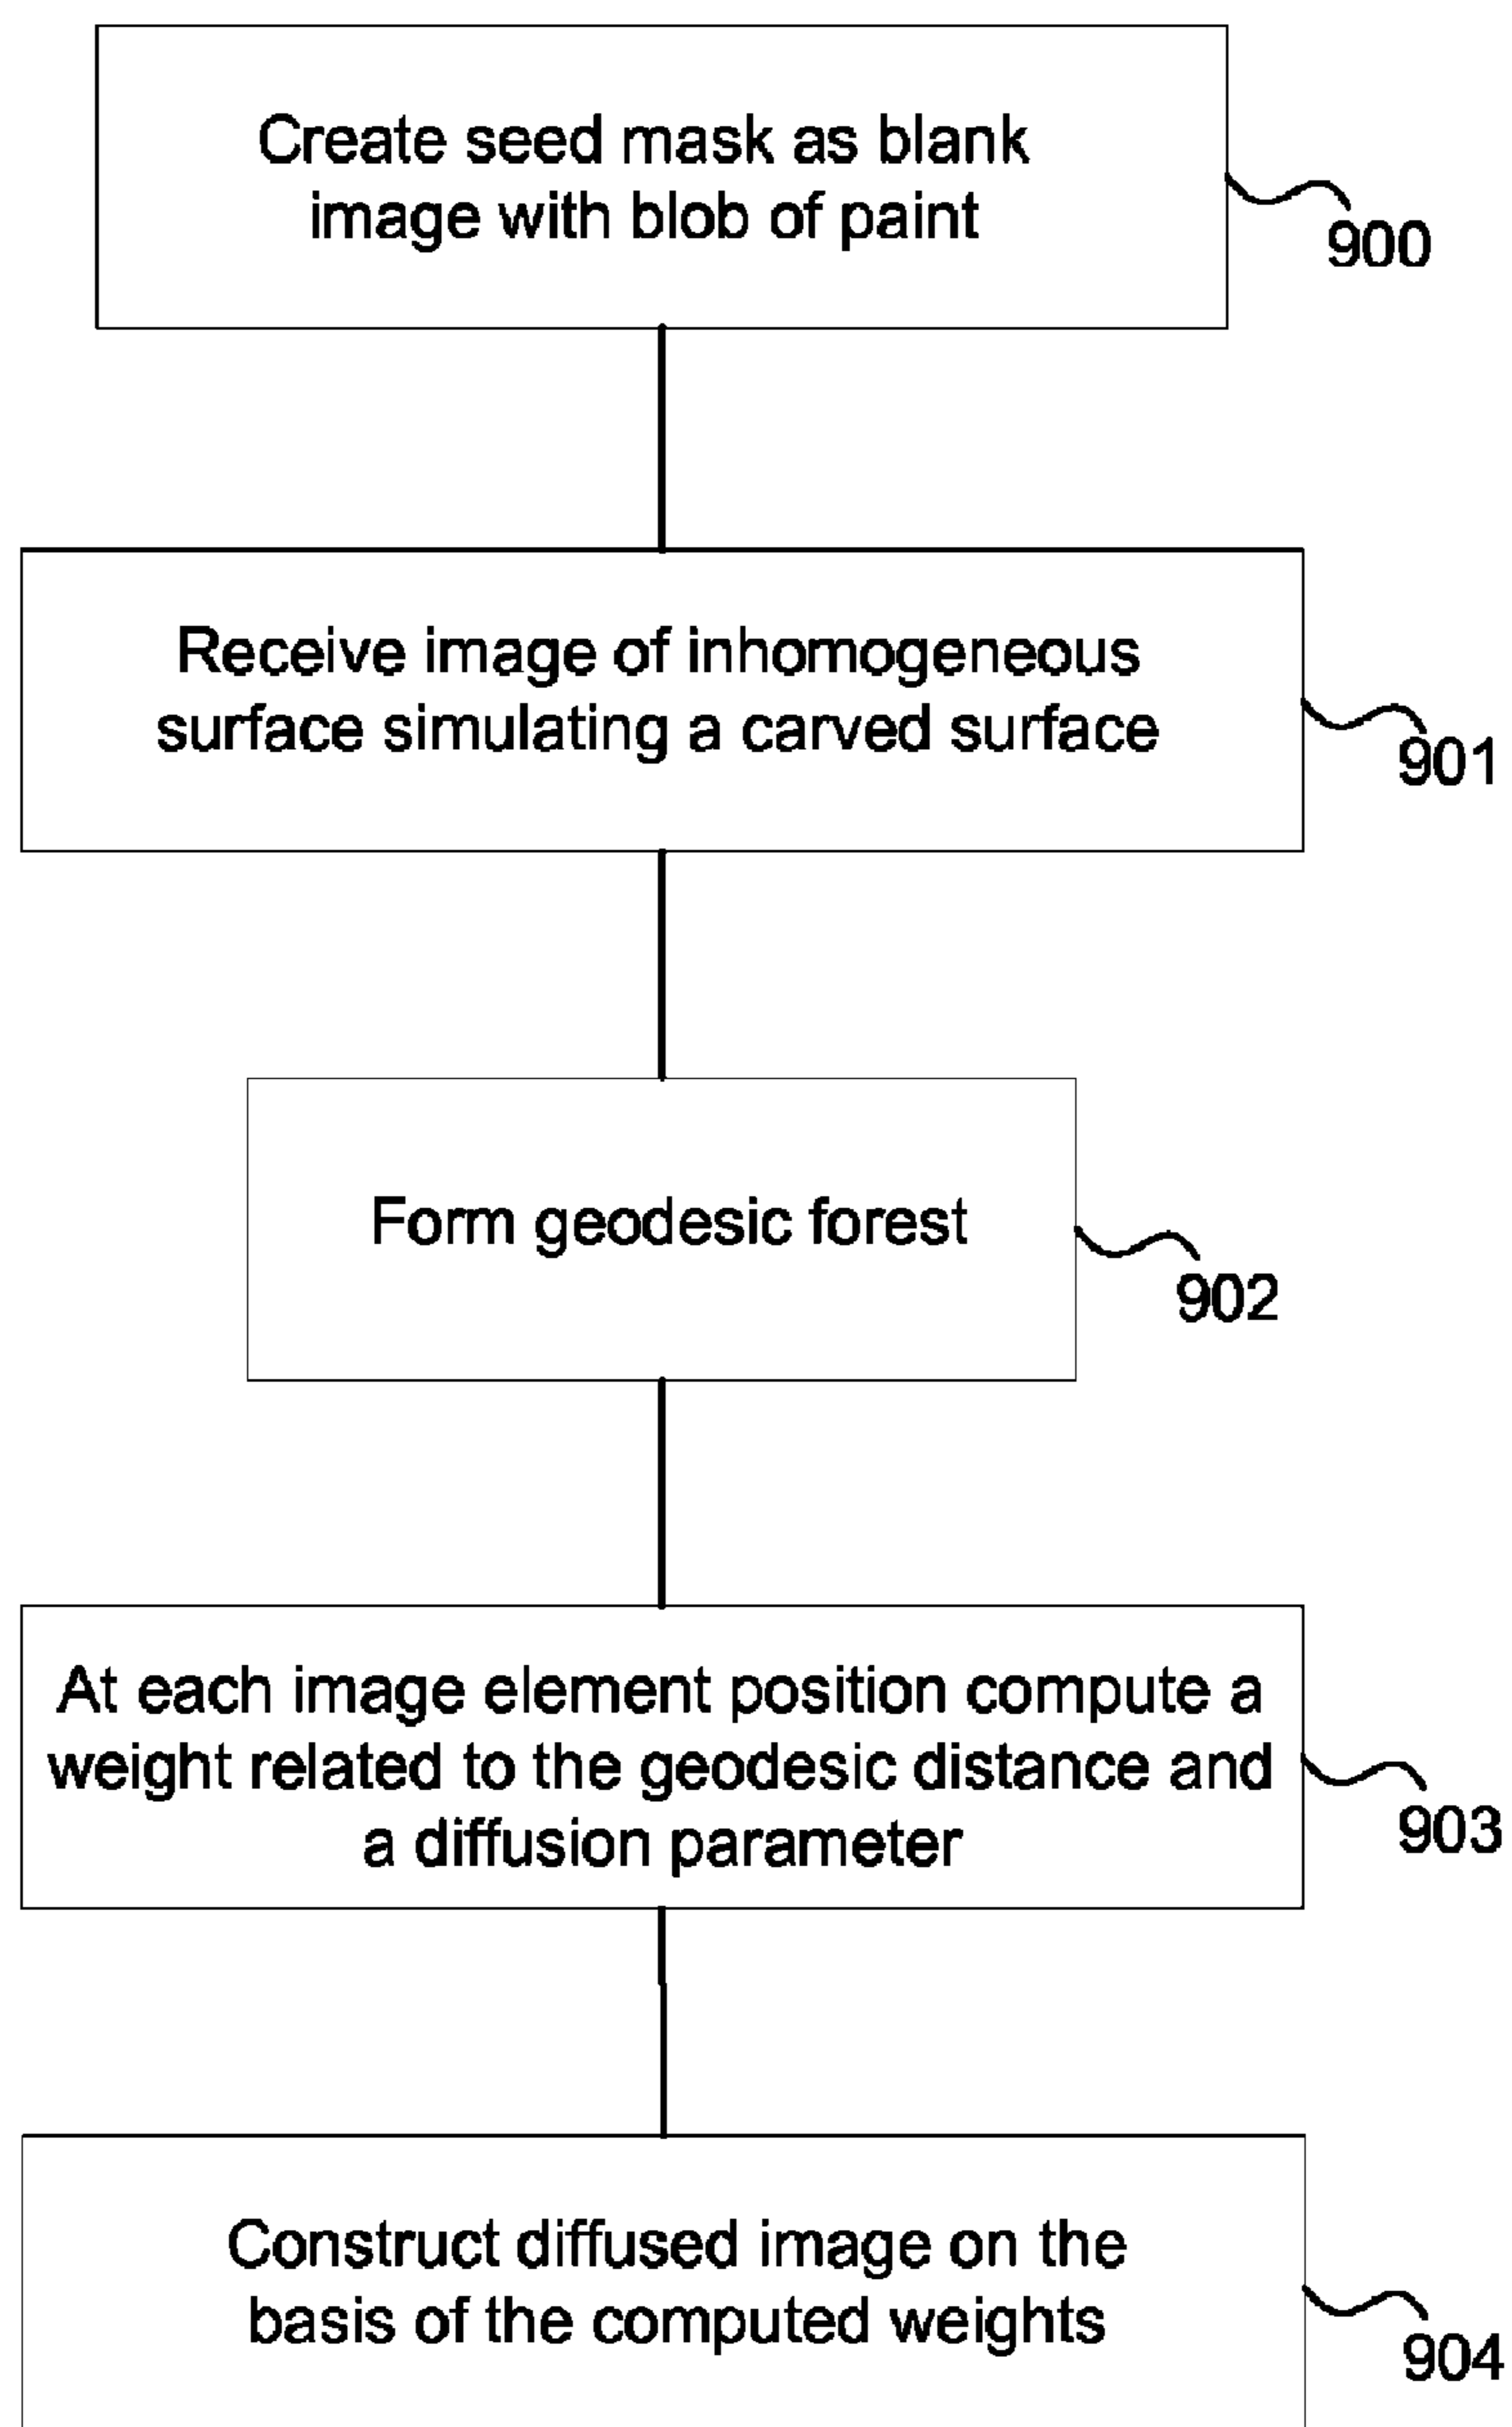 Create seed mask as blank
image with blob of paint
900
Receive image of inhomogeneous
surface simulating a carved surface
901
Form geodesic forest
902
At each image element position compute a
weight related to the geodesic distance and
a diffusion parameter
903
Construct diffused image on the
basis of the computed weights
904